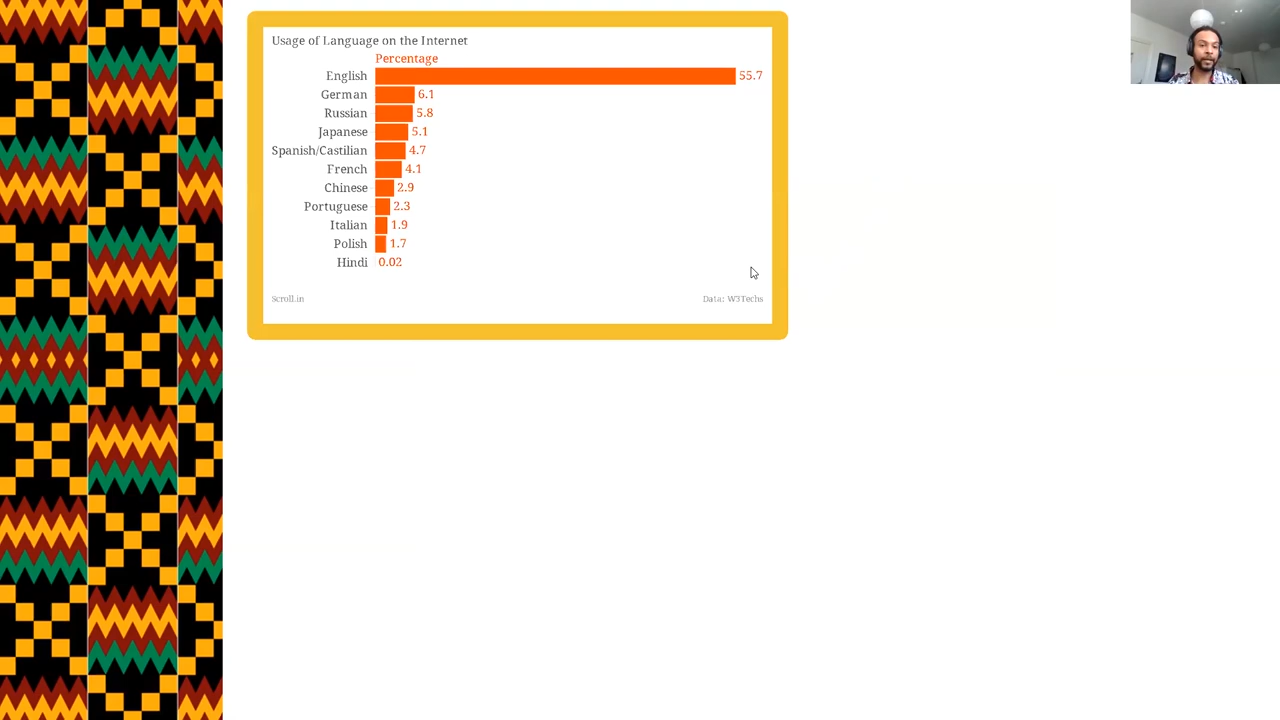 Usage of Language on the Internet
Percentage
English 55.7
German 6.1
Russian 5.8
Japanese 5.1
Spanish/Castilian 4.7
French 4.1
Chinese 2.9
Portuguese 2.3
Italian 1.9
Polish 1.7
Hindi 0.02
Scroll.in Data: W3Techs